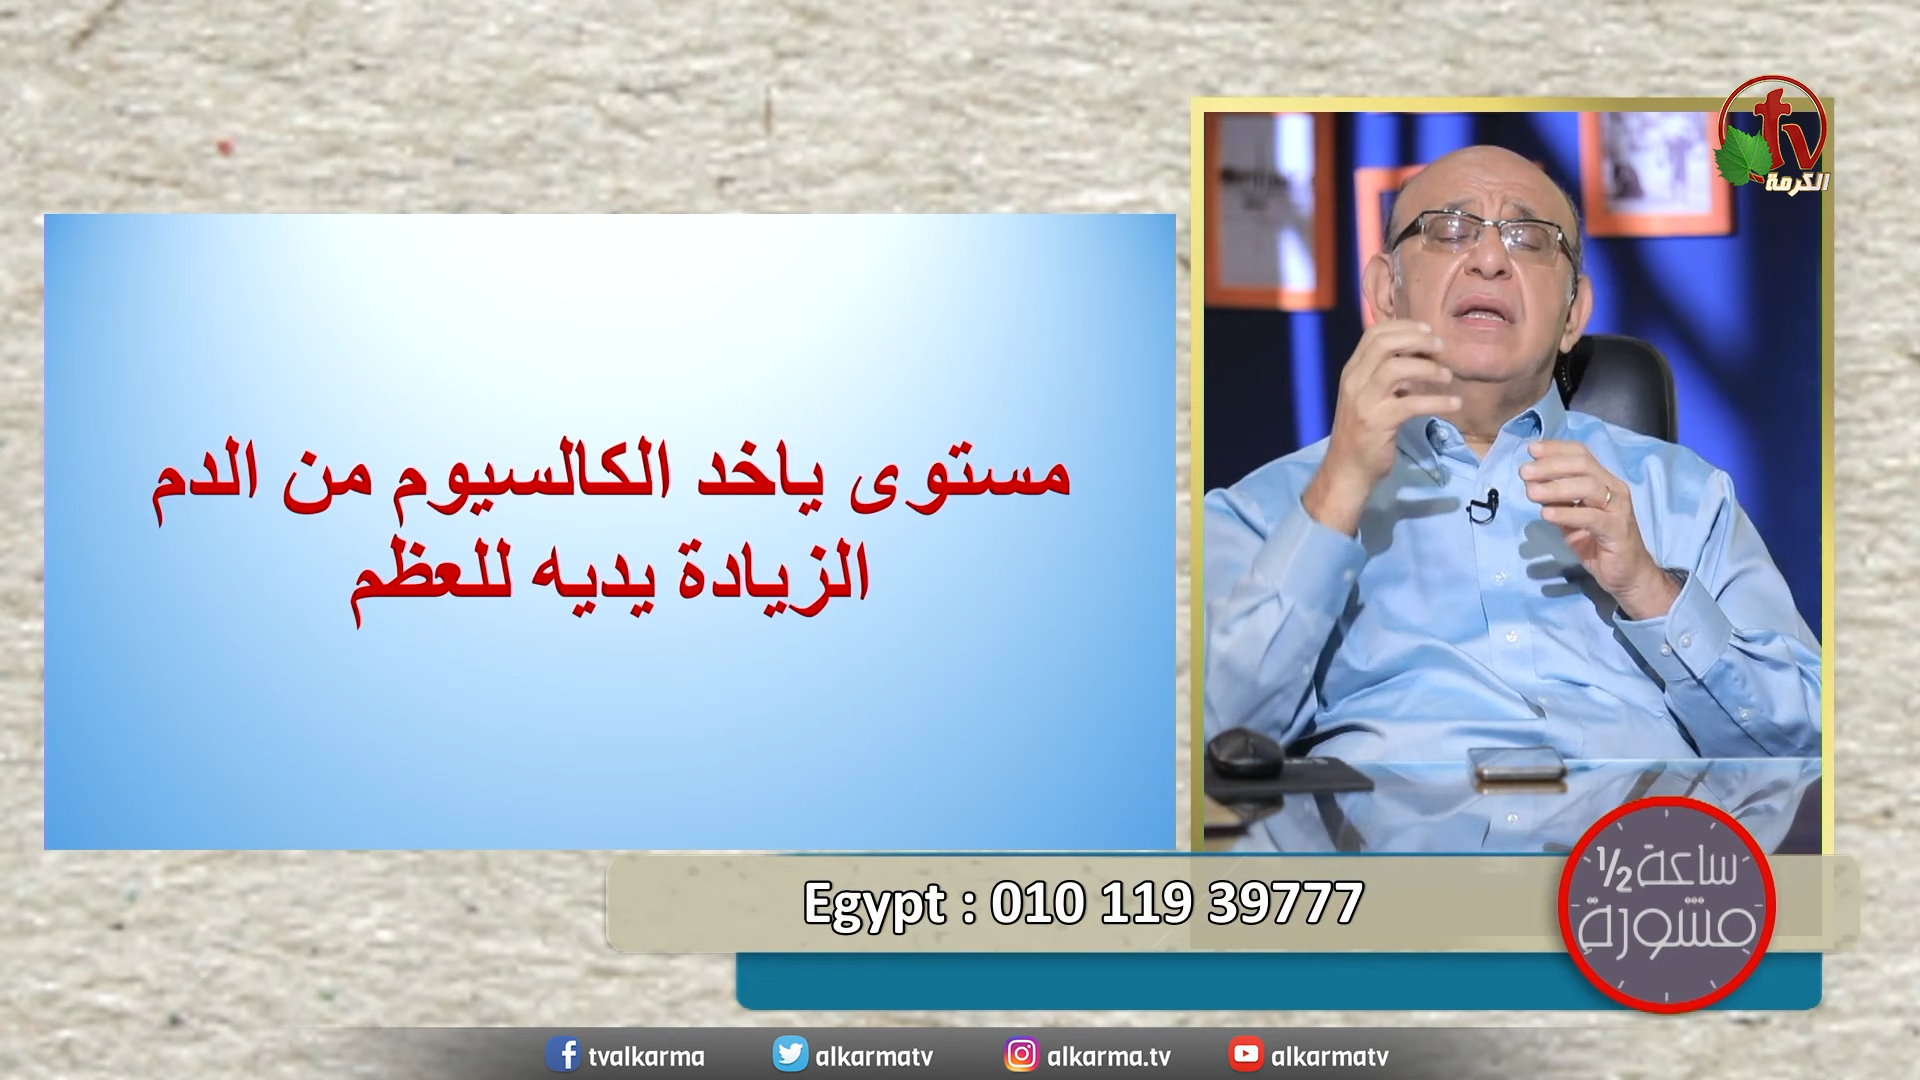 tv
الكرمة
مستوى ياخد الكالسيوم من الدم
الزيادة يديه للعظم
Egypt : 010 119 39777
½ ساعة
مشورة
tvalkarma
alkarmatv
alkarma.tv
alkarmatv